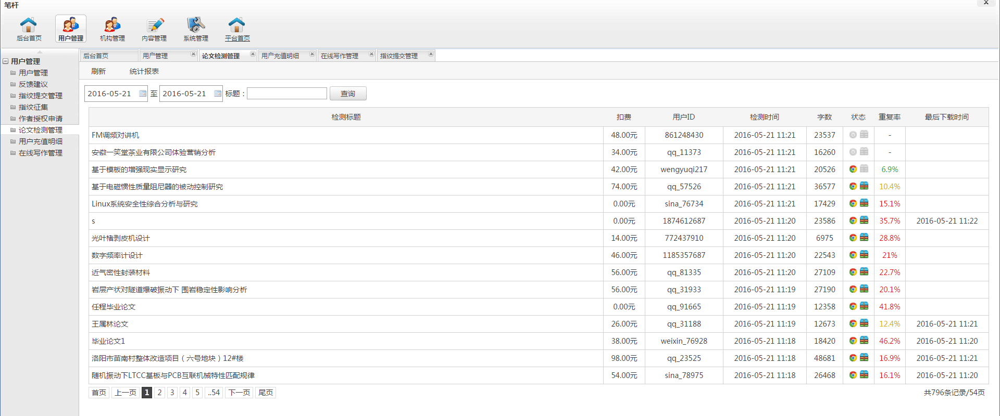 笔杆
后台首页 用户管理 机构管理 内容管理 系统管理 平台首页
用户管理
用户管理
反馈建议
指纹提交管理
指纹征集
作者授权申请
论文检测管理
用户充值明细
在线写作管理
后台首页 用户管理 论文检测管理 用户充值明细 在线写作管理 指纹提交管理
刷新 统计报表
2016-05-21 至 2016-05-21 标题： 查询
检测标题 扣费 用户ID 检测时间 字数 状态 重复率 最后下载时间
FM调频对讲机 48.00元 861248430 2016-05-21 11:21 23537 -
安徽一笑堂茶业有限公司体验营销分析 34.00元 qq_11373 2016-05-21 11:21 16260 -
基于模板的增强现实显示研究 42.00元 wengyuqi217 2016-05-21 11:21 20526 6.9%
基于电磁惯性质量阻尼器的被动控制研究 74.00元 qq_57526 2016-05-21 11:21 36577 10.4%
Linux系统安全性综合分析与研究 0.00元 sina_76734 2016-05-21 11:21 17429 15.1%
s 0.00元 1874612687 2016-05-21 11:20 23586 35.7% 2016-05-21 11:22
光叶楮剥皮机设计 14.00元 772437910 2016-05-21 11:20 6975 28.8%
数字频率计设计 46.00元 1185357687 2016-05-21 11:20 22543 21%
近气密性封装材料 56.00元 qq_81335 2016-05-21 11:20 27109 22.7%
岩层产状对隧道爆破振动下 围岩稳定性影响分析 56.00元 qq_31933 2016-05-21 11:19 27190 20.1%
任程毕业论文 0.00元 qq_91665 2016-05-21 11:19 12358 41.8%
王属林论文 26.00元 qq_31188 2016-05-21 11:19 12673 12.4% 2016-05-21 11:21
毕业论文1 38.00元 weixin_76928 2016-05-21 11:18 18420 46.2% 2016-05-21 11:20
洛阳市苗南村整体改造项目（六号地块）12#楼 98.00元 qq_23525 2016-05-21 11:18 48681 16.9% 2016-05-21 11:21
随机振动下LTCC基板与PCB互联机械特性匹配规律 54.00元 sina_78975 2016-05-21 11:18 26468 16.1% 2016-05-21 11:20
首页 上一页 1 2 3 4 5 ..54 下一页 尾页 共796条记录/54页